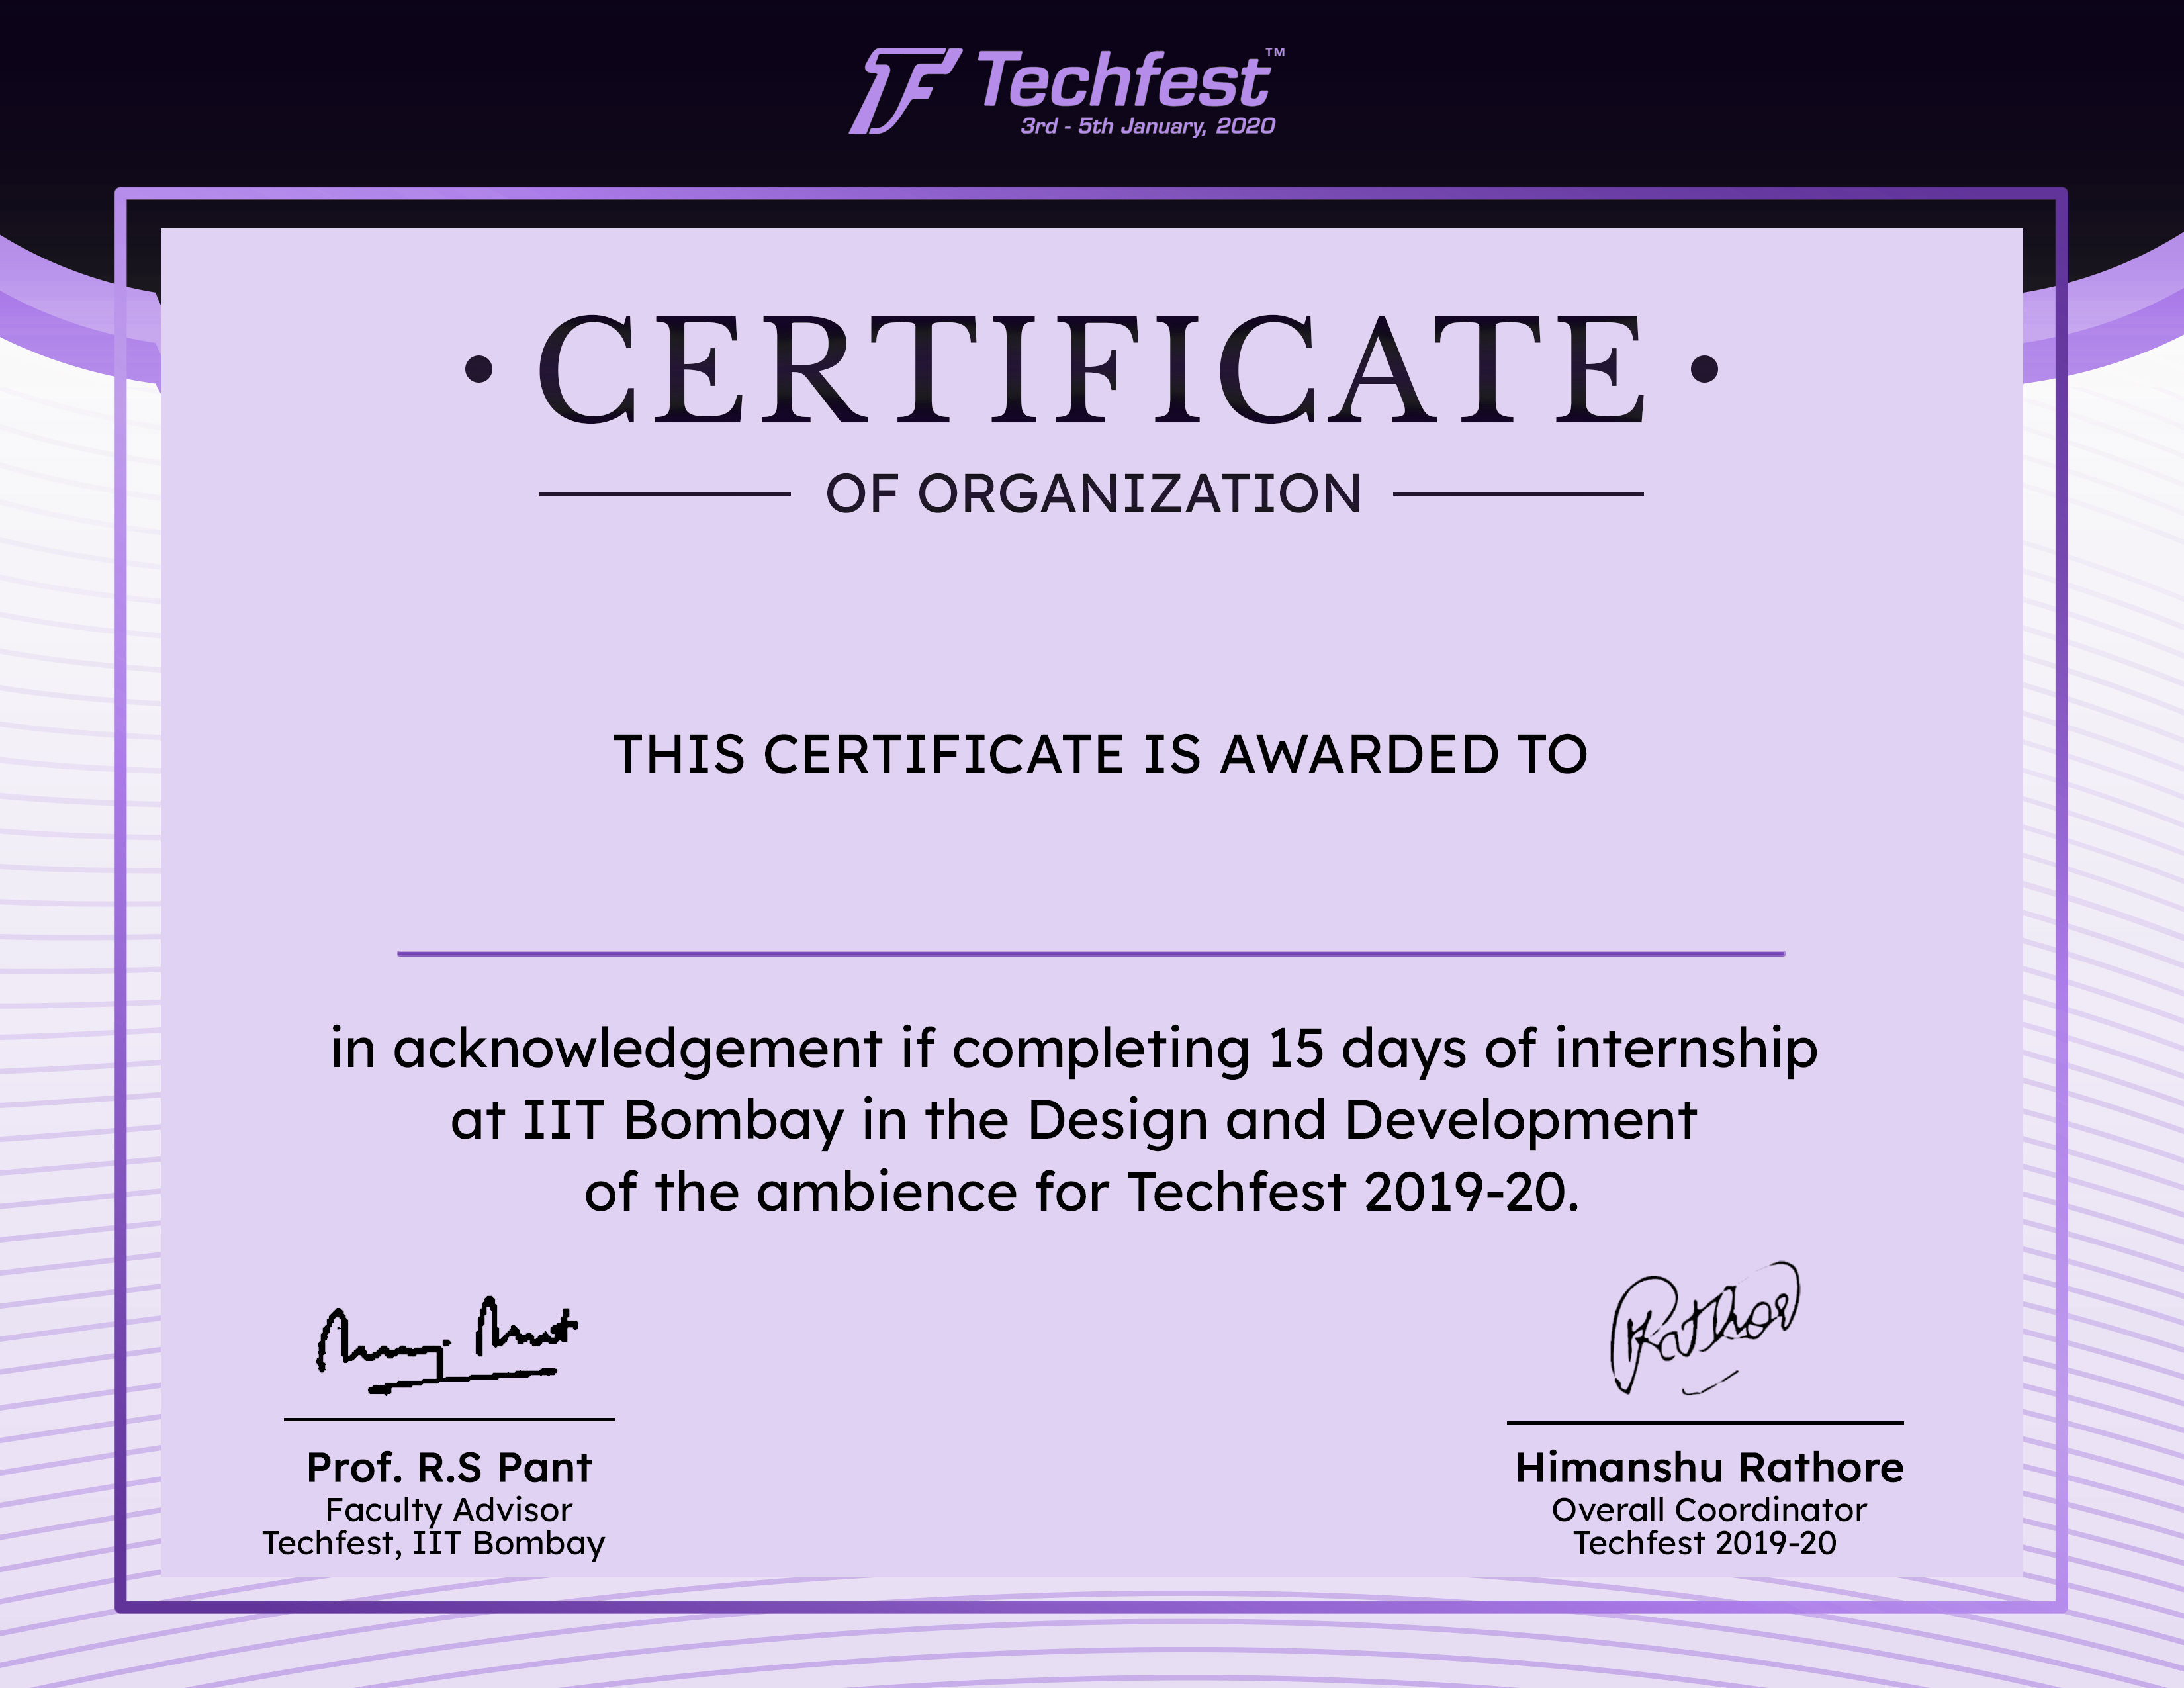 TF Techfest™
3rd - 5th January, 2020
• CERTIFICATE •
OF ORGANIZATION
THIS CERTIFICATE IS AWARDED TO
in acknowledgement if completing 15 days of internship
at IIT Bombay in the Design and Development
of the ambience for Techfest 2019-20.
Rathor
Prof. R.S Pant
Faculty Advisor
Techfest, IIT Bombay
Himanshu Rathore
Overall Coordinator
Techfest 2019-20